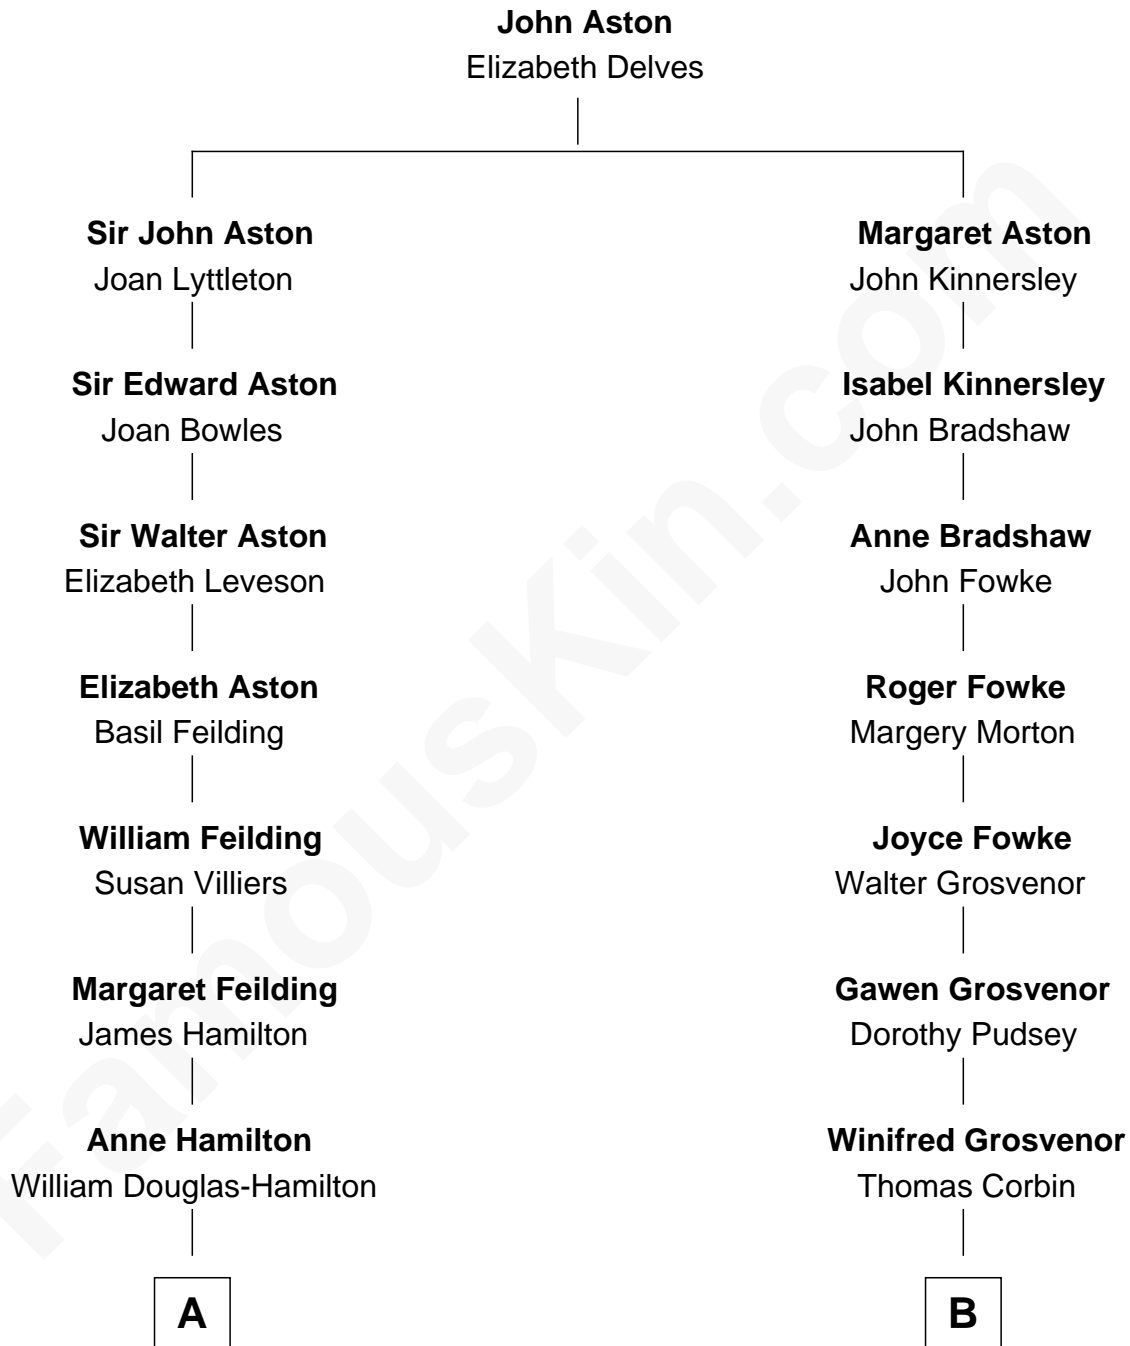 John Aston
Elizabeth Delves
Sir John Aston
Joan Lyttleton
Margaret Aston
John Kinnersley
Sir Edward Aston
Joan Bowles
Isabel Kinnersley
John Bradshaw
Sir Walter Aston
Elizabeth Leveson
Anne Bradshaw
John Fowke
Elizabeth Aston
Basil Feilding
Roger Fowke
Margery Morton
William Feilding
Susan Villiers
Joyce Fowke
Walter Grosvenor
Margaret Feilding
James Hamilton
Gawen Grosvenor
Dorothy Pudsey
Anne Hamilton
William Douglas-Hamilton
Winifred Grosvenor
Thomas Corbin
A
B
FamousKin.com